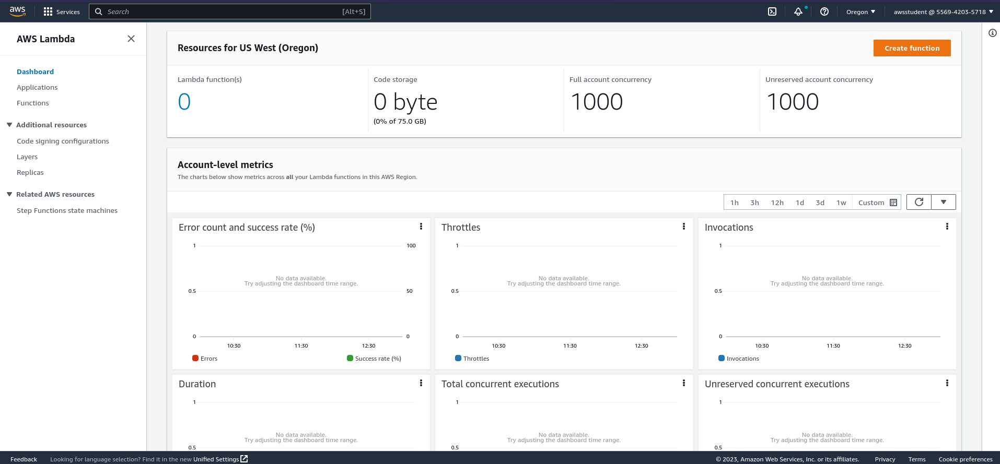 aws
Services
Search
[Alt+S]
Oregon
awsstudent @ 5569-4203-5718
AWS Lambda
Dashboard
Applications
Functions
Additional resources
Code signing configurations
Layers
Replicas
Related AWS resources
Step Functions state machines
Resources for US West (Oregon)
Create function
Lambda function(s)
0
Code storage
0 byte
(0% of 75.0 GB)
Full account concurrency
1000
Unreserved account concurrency
1000
Account-level metrics
The charts below show metrics across all your Lambda functions in this AWS Region.
1h 3h 12h 1d 3d 1w Custom
Error count and success rate (%)
1
100
No data available.
Try adjusting the dashboard time range.
0.5
50
0
0
10:30 11:30 12:30
Errors
Success rate (%)
Throttles
1
No data available.
Try adjusting the dashboard time range.
0.5
0
10:30 11:30 12:30
Throttles
Invocations
1
No data available.
Try adjusting the dashboard time range.
0.5
0
10:30 11:30 12:30
Invocations
Duration
1
No data available.
Try adjusting the dashboard time range.
0.5
Total concurrent executions
1
No data available.
Try adjusting the dashboard time range.
0.5
Unreserved concurrent executions
1
No data available.
Try adjusting the dashboard time range.
0.5
Feedback
Looking for language selection? Find it in the new Unified Settings
© 2023, Amazon Web Services, Inc. or its affiliates.
Privacy
Terms
Cookie preferences